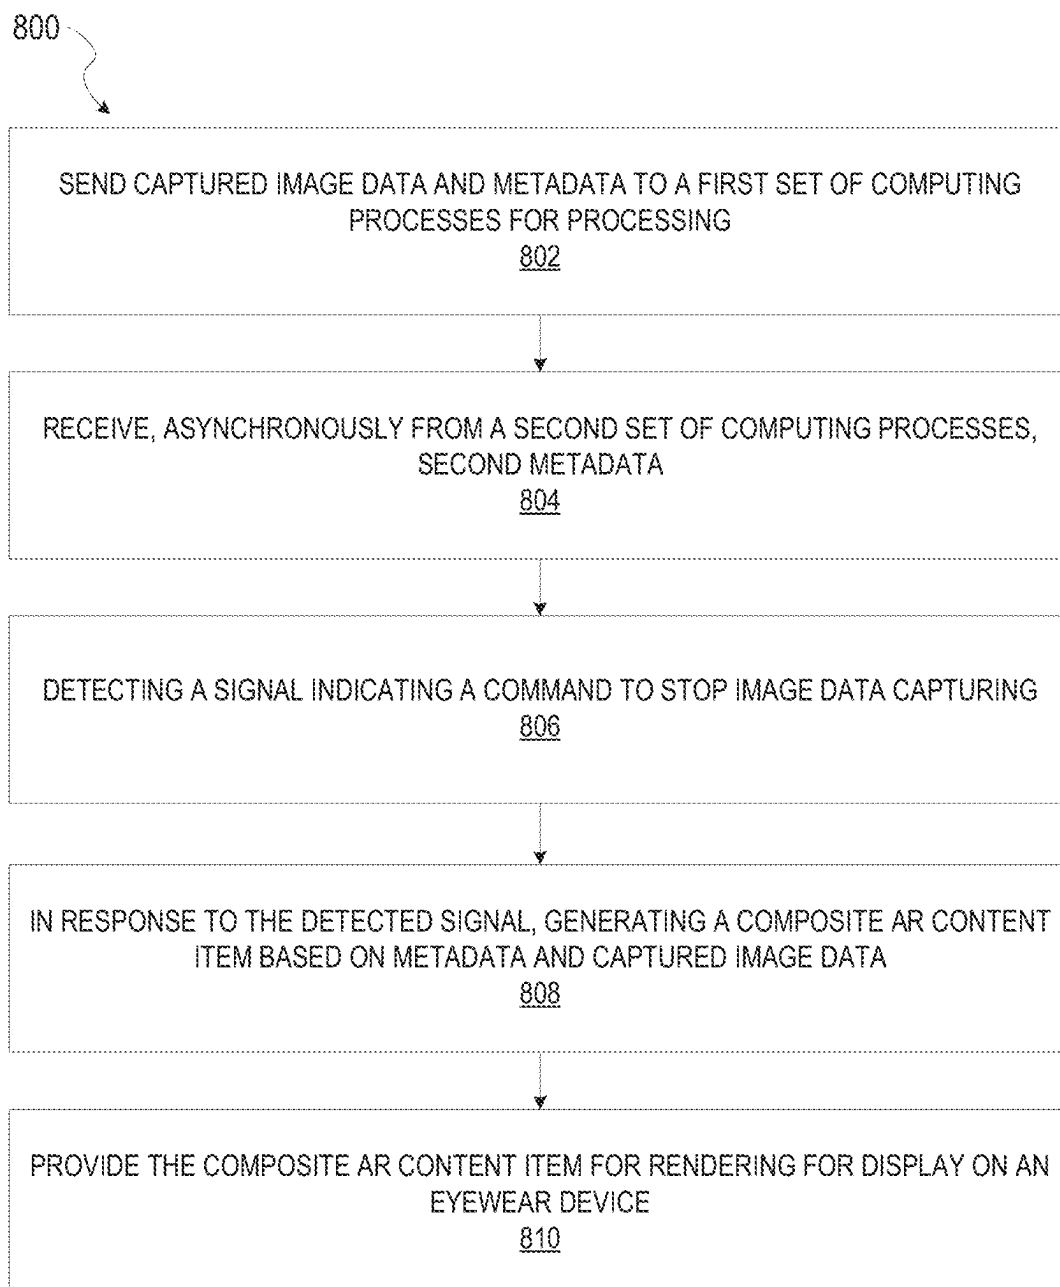 800
SEND CAPTURED IMAGE DATA AND METADATA TO A FIRST SET OF COMPUTING
PROCESSES FOR PROCESSING
802
RECEIVE, ASYNCHRONOUSLY FROM A SECOND SET OF COMPUTING PROCESSES,
SECOND METADATA
804
DETECTING A SIGNAL INDICATING A COMMAND TO STOP IMAGE DATA CAPTURING
806
IN RESPONSE TO THE DETECTED SIGNAL, GENERATING A COMPOSITE AR CONTENT
ITEM BASED ON METADATA AND CAPTURED IMAGE DATA
808
PROVIDE THE COMPOSITE AR CONTENT ITEM FOR RENDERING FOR DISPLAY ON AN
EYEWEAR DEVICE
810